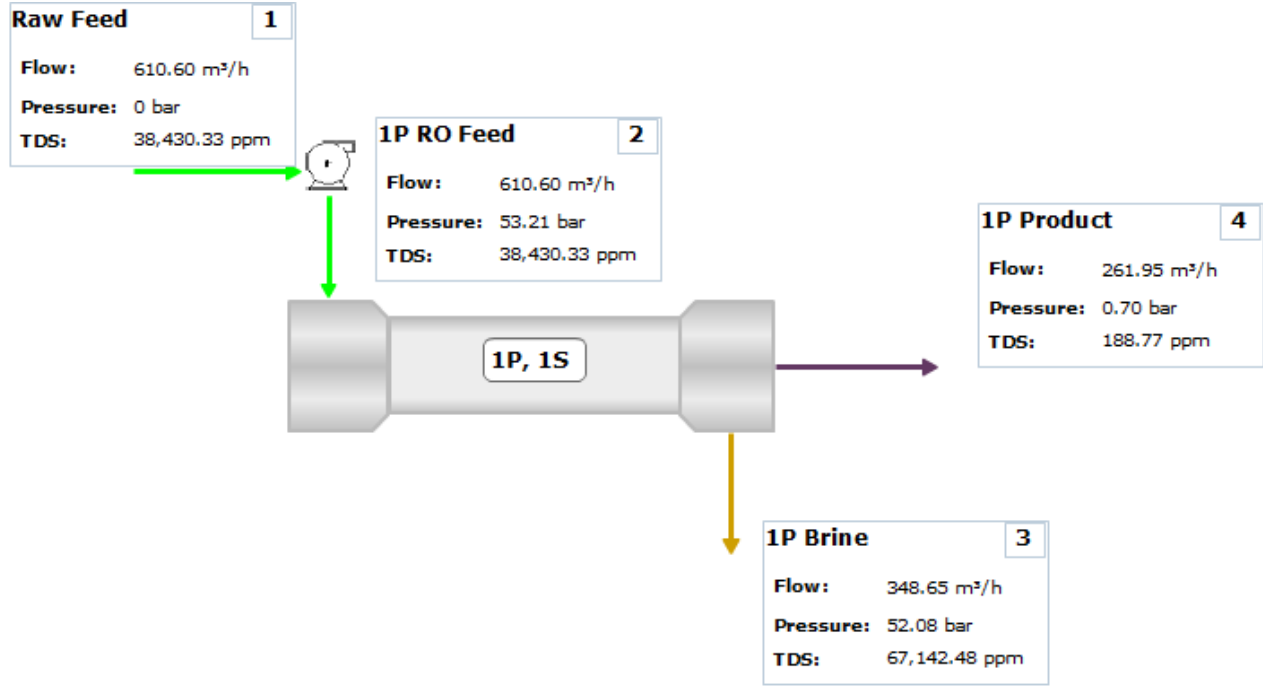 Raw Feed 1
Flow: 610.60 m³/h
Pressure: 0 bar
TDS: 38,430.33 ppm
1P RO Feed 2
Flow: 610.60 m³/h
Pressure: 53.21 bar
TDS: 38,430.33 ppm
1P Product 4
Flow: 261.95 m³/h
Pressure: 0.70 bar
TDS: 188.77 ppm
1P, 1S
1P Brine 3
Flow: 348.65 m³/h
Pressure: 52.08 bar
TDS: 67,142.48 ppm